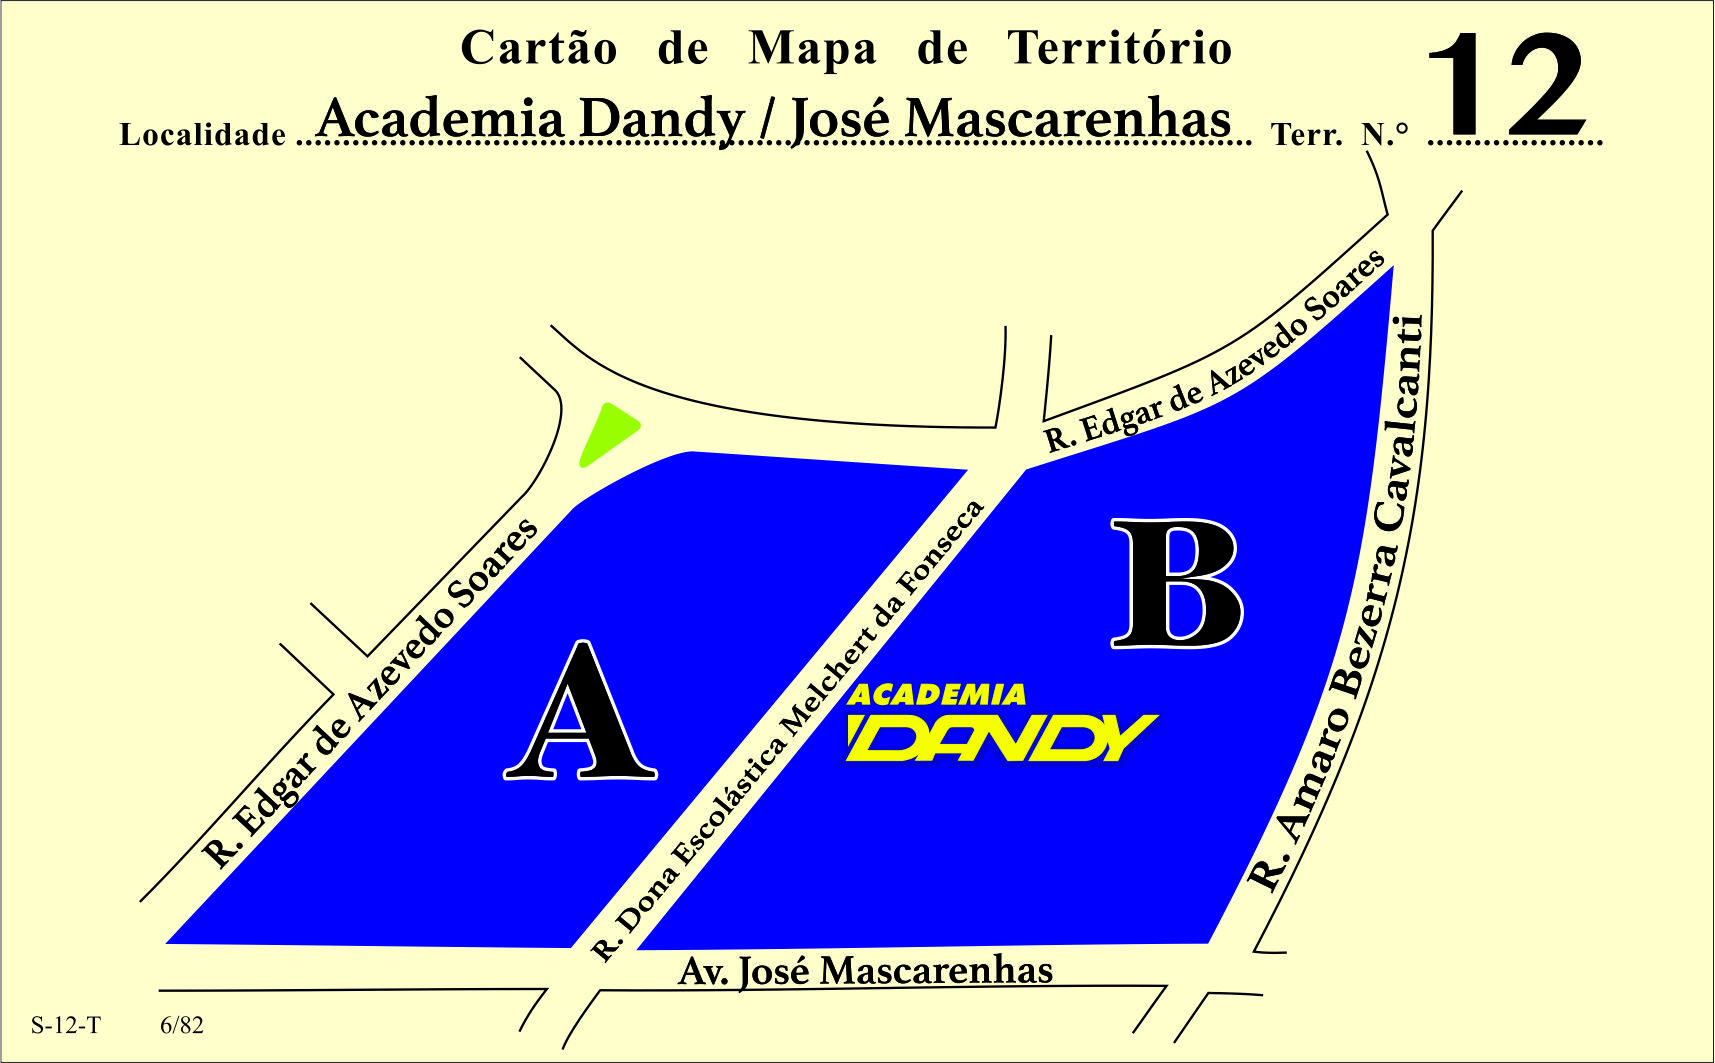 Cartão de Mapa de Território
Localidade Academia Dandy / José Mascarenhas Terr. N.° 12
R. Edgar de Azevedo Soares
R. Amaro Bezerra Cavalcanti
R. Edgar de Azevedo Soares
R. Dona Escolástica Melchert da Fonseca
B
A
ACADEMIA
DANDY
Av. José Mascarenhas
S-12-T 6/82